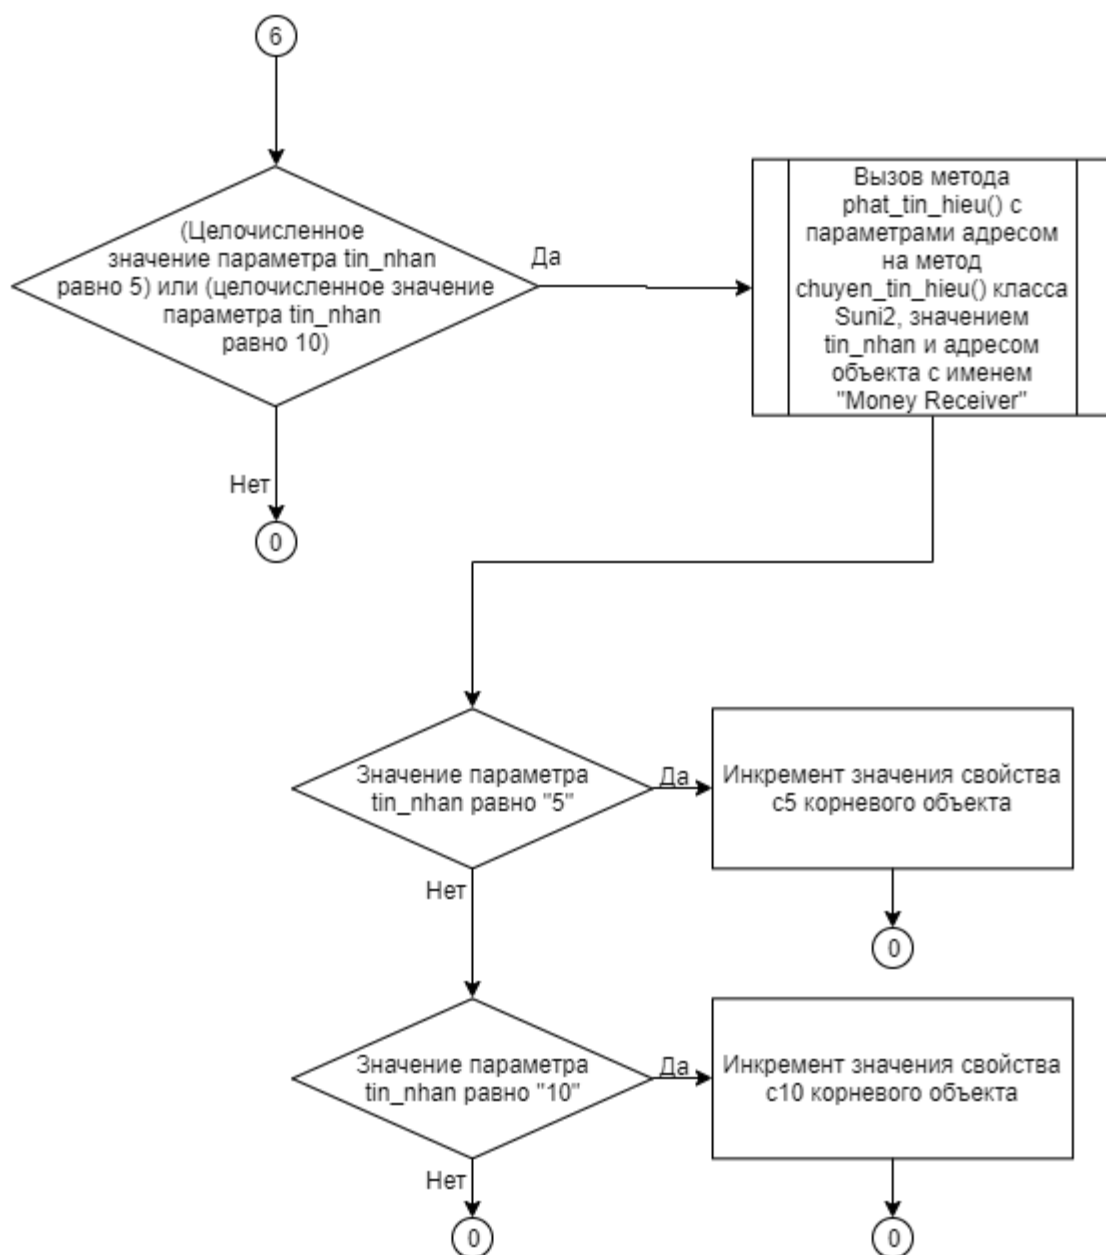 6
(Целочисленное
значение параметра tin_nhan
равно 5) или (целочисленное значение
параметра tin_nhan
равно 10)
Да
Вызов метода
phat_tin_hieu() с
параметрами адресом
на метод
chuyen_tin_hieu() класса
Suni2, значением
tin_nhan и адресом
объекта с именем
"Money Receiver"
Нет
0
Значение параметра
tin_nhan равно "5"
Да
Инкремент значения свойства
c5 корневого объекта
Нет
0
Значение параметра
tin_nhan равно "10"
Да
Инкремент значения свойства
c10 корневого объекта
Нет
0
0